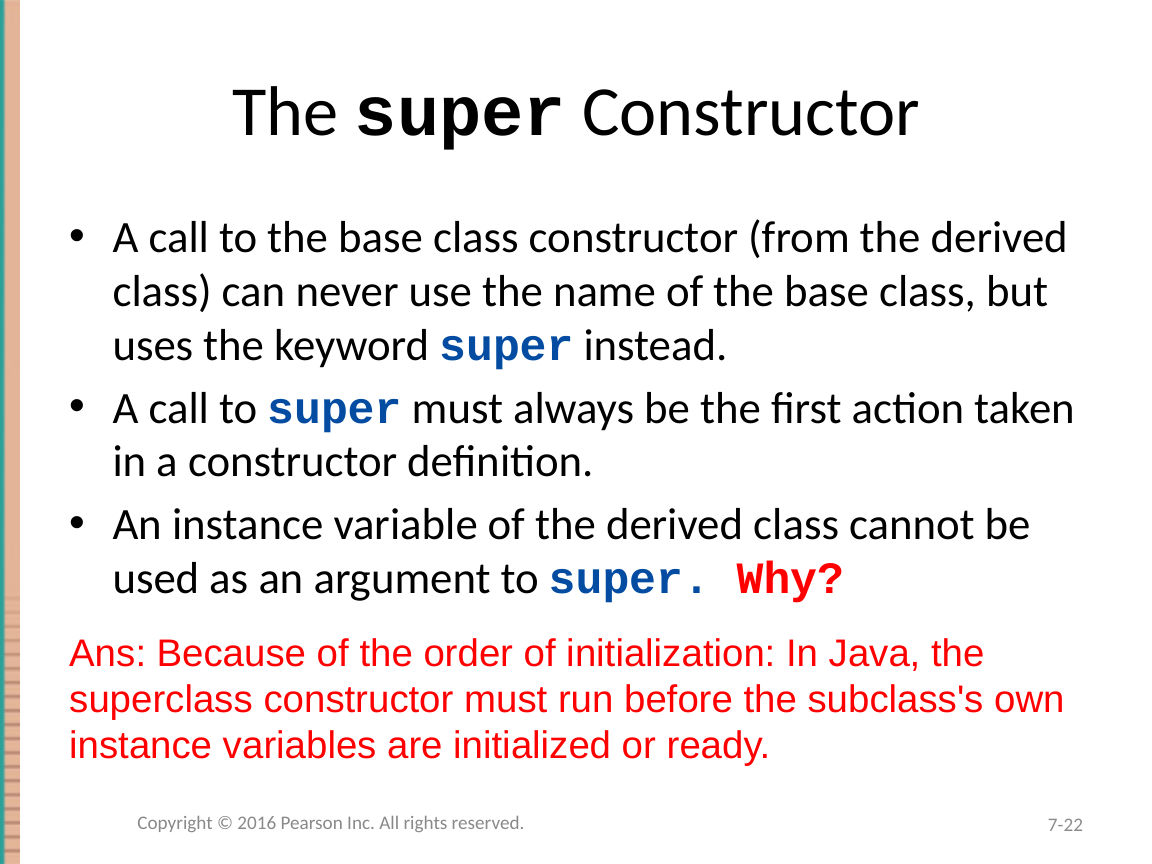 The super Constructor
• A call to the base class constructor (from the derived
class) can never use the name of the base class, but
uses the keyword super instead.
• A call to super must always be the first action taken
in a constructor definition.
• An instance variable of the derived class cannot be
used as an argument to super. Why?
Ans: Because of the order of initialization: In Java, the
superclass constructor must run before the subclass's own
instance variables are initialized or ready.
Copyright © 2016 Pearson Inc. All rights reserved.
7-22